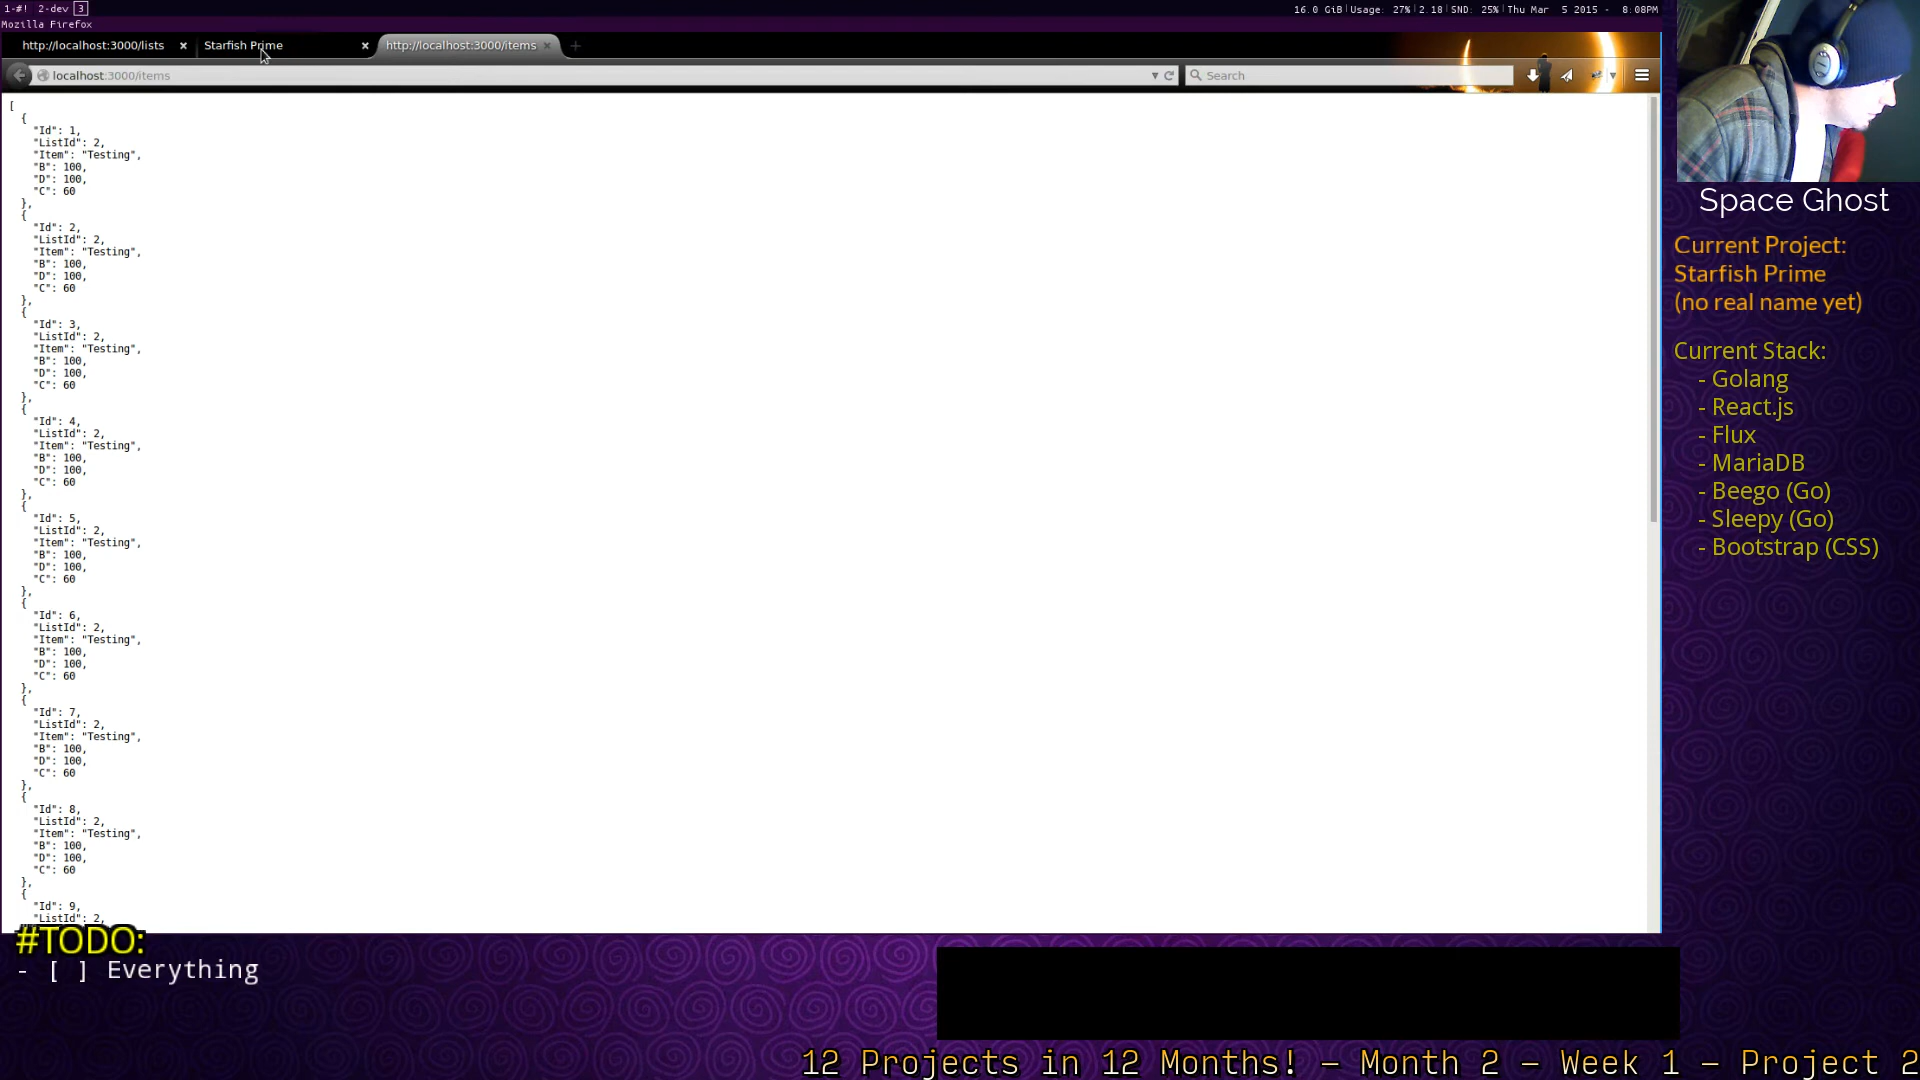 1-#! 2-dev 3
16.0 GiB|Usage: 27%|2 18|SND: 25%|Thu Mar 5 2015 - 8:08PM
Mozilla Firefox
http://localhost:3000/lists × Starfish Prime × http://localhost:3000/items × +
localhost:3000/items
Search
[
{
"Id": 1,
"ListId": 2,
"Item": "Testing",
"B": 100,
"D": 100,
"C": 60
},
{
"Id": 2,
"ListId": 2,
"Item": "Testing",
"B": 100,
"D": 100,
"C": 60
},
{
"Id": 3,
"ListId": 2,
"Item": "Testing",
"B": 100,
"D": 100,
"C": 60
},
{
"Id": 4,
"ListId": 2,
"Item": "Testing",
"B": 100,
"D": 100,
"C": 60
},
{
"Id": 5,
"ListId": 2,
"Item": "Testing",
"B": 100,
"D": 100,
"C": 60
},
{
"Id": 6,
"ListId": 2,
"Item": "Testing",
"B": 100,
"D": 100,
"C": 60
},
{
"Id": 7,
"ListId": 2,
"Item": "Testing",
"B": 100,
"D": 100,
"C": 60
},
{
"Id": 8,
"ListId": 2,
"Item": "Testing",
"B": 100,
"D": 100,
"C": 60
},
{
"Id": 9,
"ListId": 2,
Space Ghost
Current Project:
Starfish Prime
(no real name yet)
Current Stack:
- Golang
- React.js
- Flux
- MariaDB
- Beego (Go)
- Sleepy (Go)
- Bootstrap (CSS)
#TODO:
- [ ] Everything
12 Projects in 12 Months! – Month 2 – Week 1 – Project 2